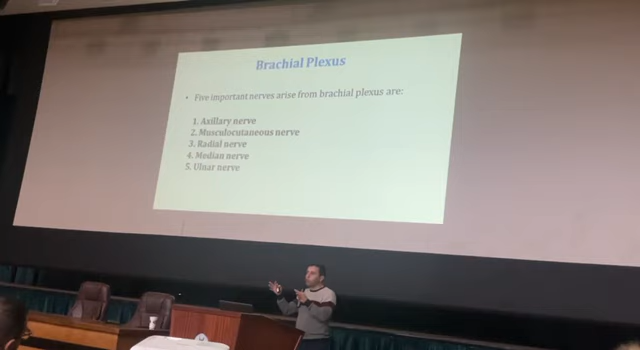 Brachial Plexus
• Five important nerves arise from brachial plexus are:
1. Axillary nerve
2. Musculocutaneous nerve
3. Radial nerve
4. Median nerve
5. Ulnar nerve